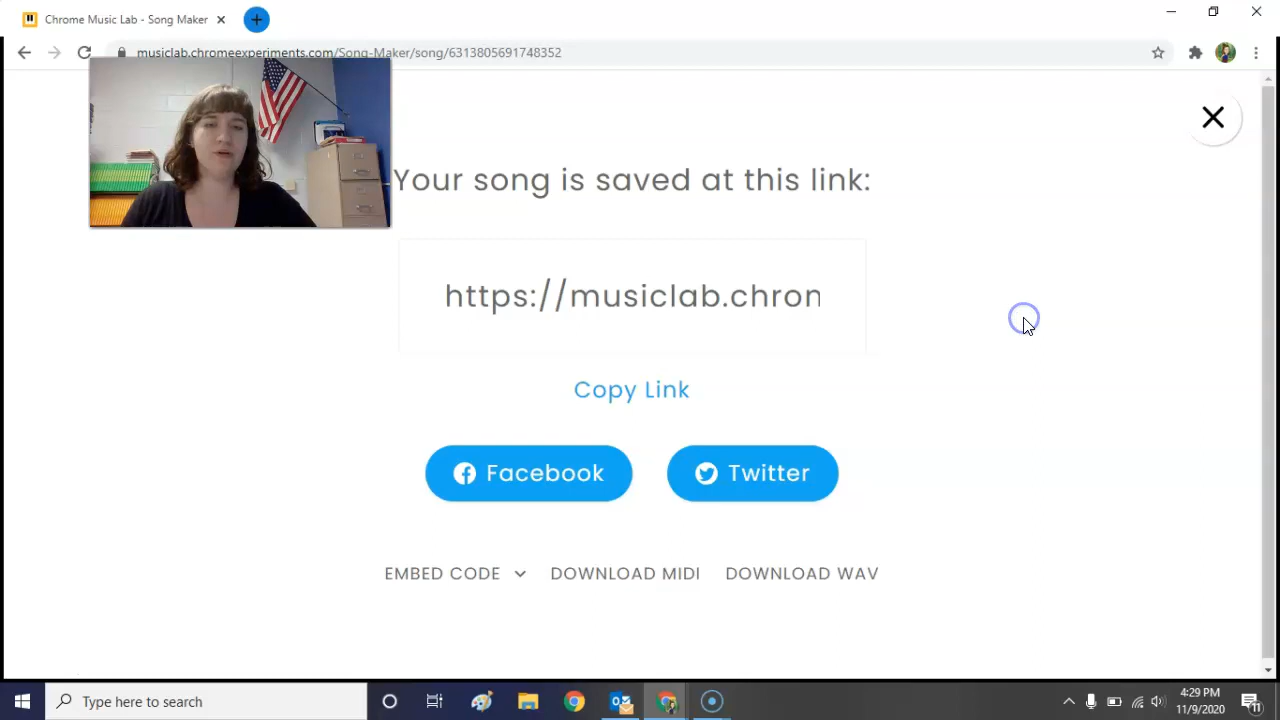 Chrome Music Lab - Song Maker
musiclab.chromeexperiments.com/Song-Maker/song/6313805691748352
Your song is saved at this link:
https://musiclab.chron
Copy Link
Facebook
Twitter
EMBED CODE
DOWNLOAD MIDI
DOWNLOAD WAV
Type here to search
4:29 PM
11/9/2020
11